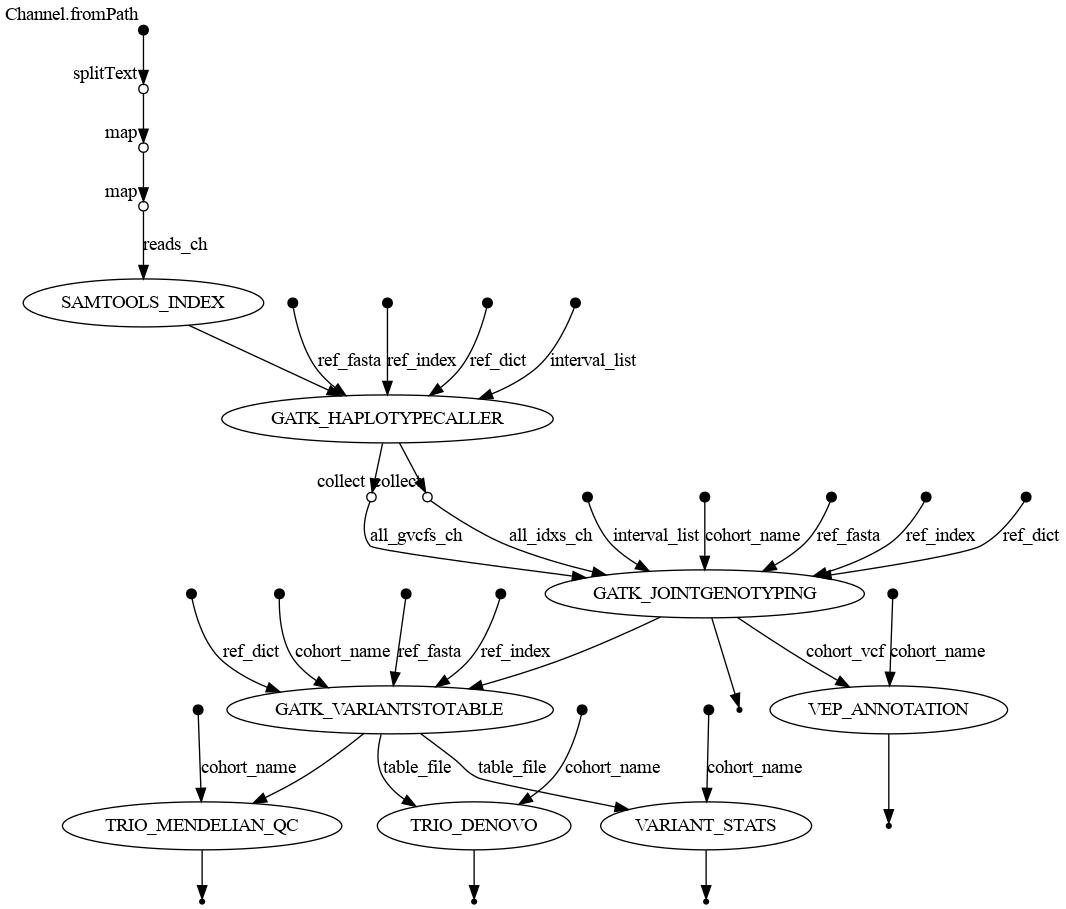 Channel.fromPath
splitText
map
map
reads_ch
SAMTOOLS_INDEX
ref_fasta ref_index ref_dict interval_list
GATK_HAPLOTYPECALLER
collect collect
all_gvcfs_ch all_idxs_ch interval_list cohort_name ref_fasta ref_index ref_dict
GATK_JOINTGENOTYPING
ref_dict cohort_name ref_fasta ref_index cohort_vcf cohort_name
GATK_VARIANTSTOTABLE VEP_ANNOTATION
cohort_name table_file table_file cohort_name cohort_name
TRIO_MENDELIAN_QC TRIO_DENOVO VARIANT_STATS